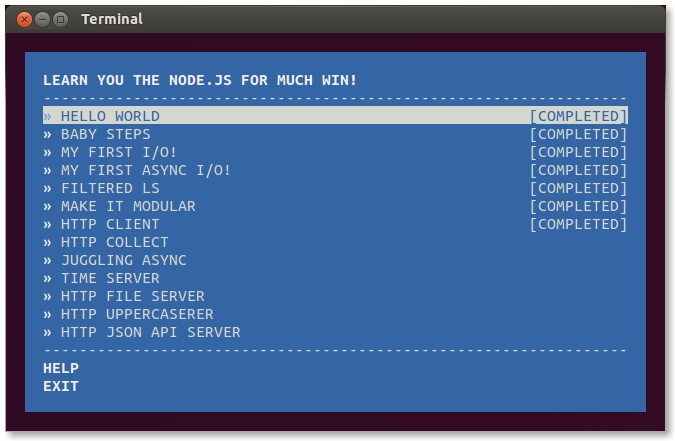 Terminal
LEARN YOU THE NODE.JS FOR MUCH WIN!
-----------------------------------------------------------------
» HELLO WORLD [COMPLETED]
» BABY STEPS [COMPLETED]
» MY FIRST I/O! [COMPLETED]
» MY FIRST ASYNC I/O! [COMPLETED]
» FILTERED LS [COMPLETED]
» MAKE IT MODULAR [COMPLETED]
» HTTP CLIENT [COMPLETED]
» HTTP COLLECT
» JUGGLING ASYNC
» TIME SERVER
» HTTP FILE SERVER
» HTTP UPPERCASERER
» HTTP JSON API SERVER
-----------------------------------------------------------------
HELP
EXIT